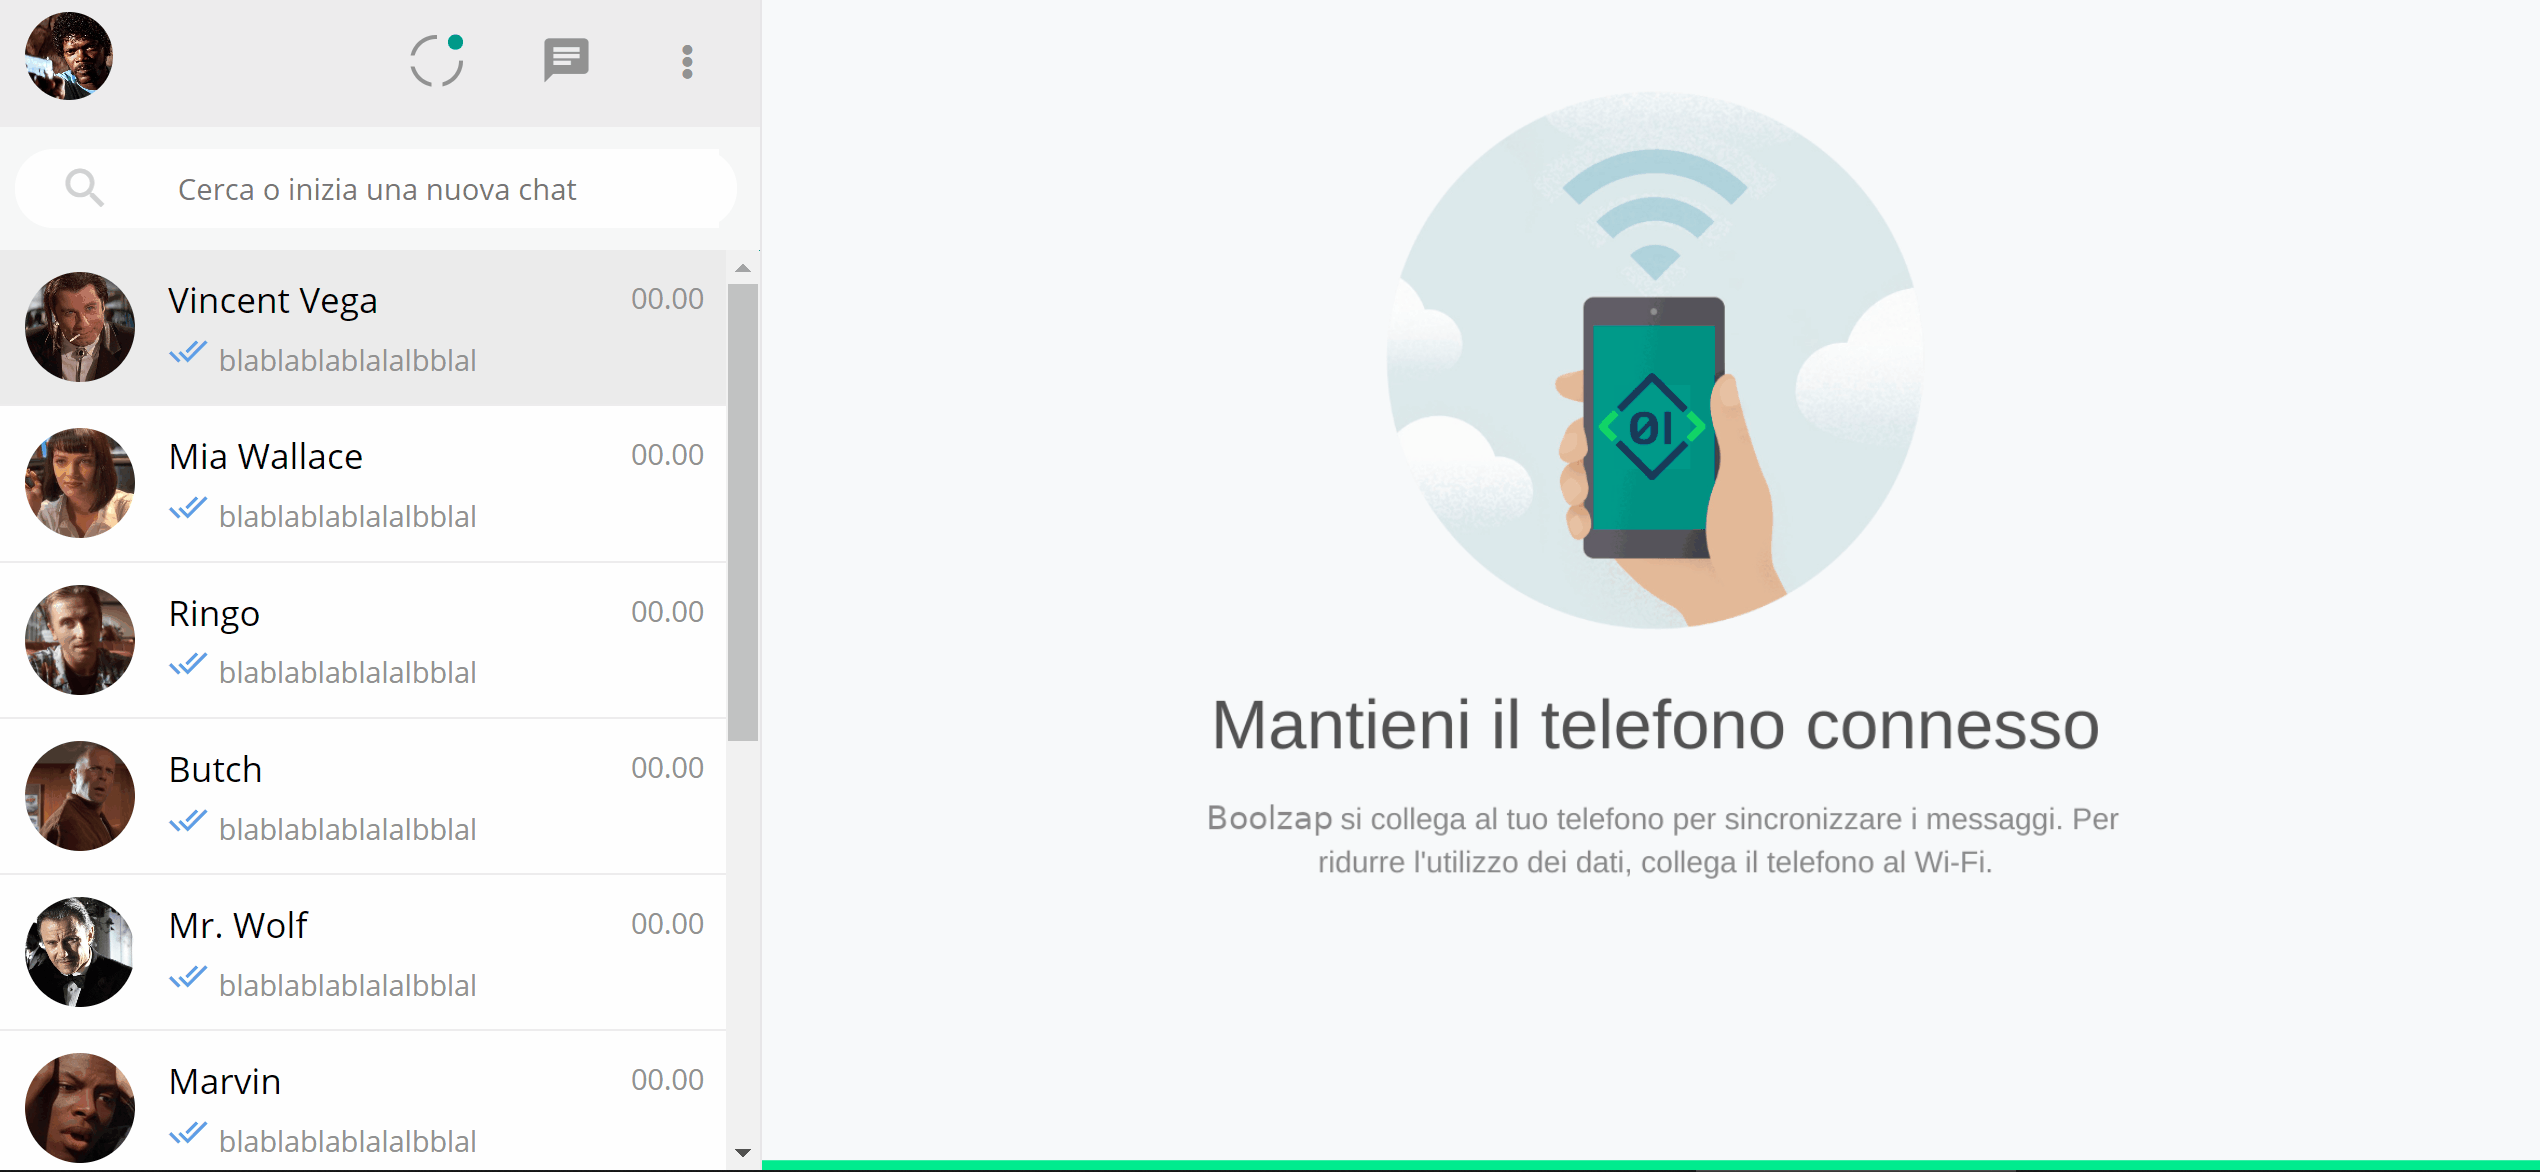 Cerca o inizia una nuova chat
Vincent Vega 00.00
blablablablalalbblal
Mia Wallace 00.00
blablablablalalbblal
Ringo 00.00
blablablablalalbblal
Butch 00.00
blablablablalalbblal
Mr. Wolf 00.00
blablablablalalbblal
Marvin 00.00
blablablablalalbblal
01
Mantieni il telefono connesso
Boolzap si collega al tuo telefono per sincronizzare i messaggi. Per
ridurre l'utilizzo dei dati, collega il telefono al Wi-Fi.